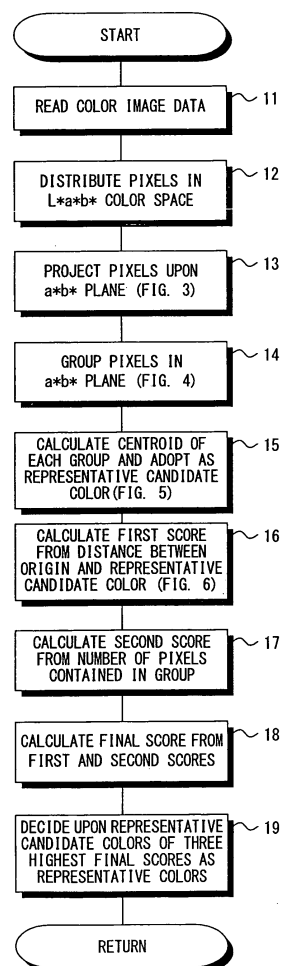 START
READ COLOR IMAGE DATA
11
DISTRIBUTE PIXELS IN
L*a*b* COLOR SPACE
12
PROJECT PIXELS UPON
a*b* PLANE (FIG. 3)
13
GROUP PIXELS IN
a*b* PLANE (FIG. 4)
14
CALCULATE CENTROID OF
EACH GROUP AND ADOPT AS
REPRESENTATIVE CANDIDATE
COLOR(FIG. 5)
15
CALCULATE FIRST SCORE
FROM DISTANCE BETWEEN
ORIGIN AND REPRESENTATIVE
CANDIDATE COLOR (FIG. 6)
16
CALCULATE SECOND SCORE
FROM NUMBER OF PIXELS
CONTAINED IN GROUP
17
CALCULATE FINAL SCORE FROM
FIRST AND SECOND SCORES
18
DECIDE UPON REPRESENTATIVE
CANDIDATE COLORS OF THREE
HIGHEST FINAL SCORES AS
REPRESENTATIVE COLORS
19
RETURN